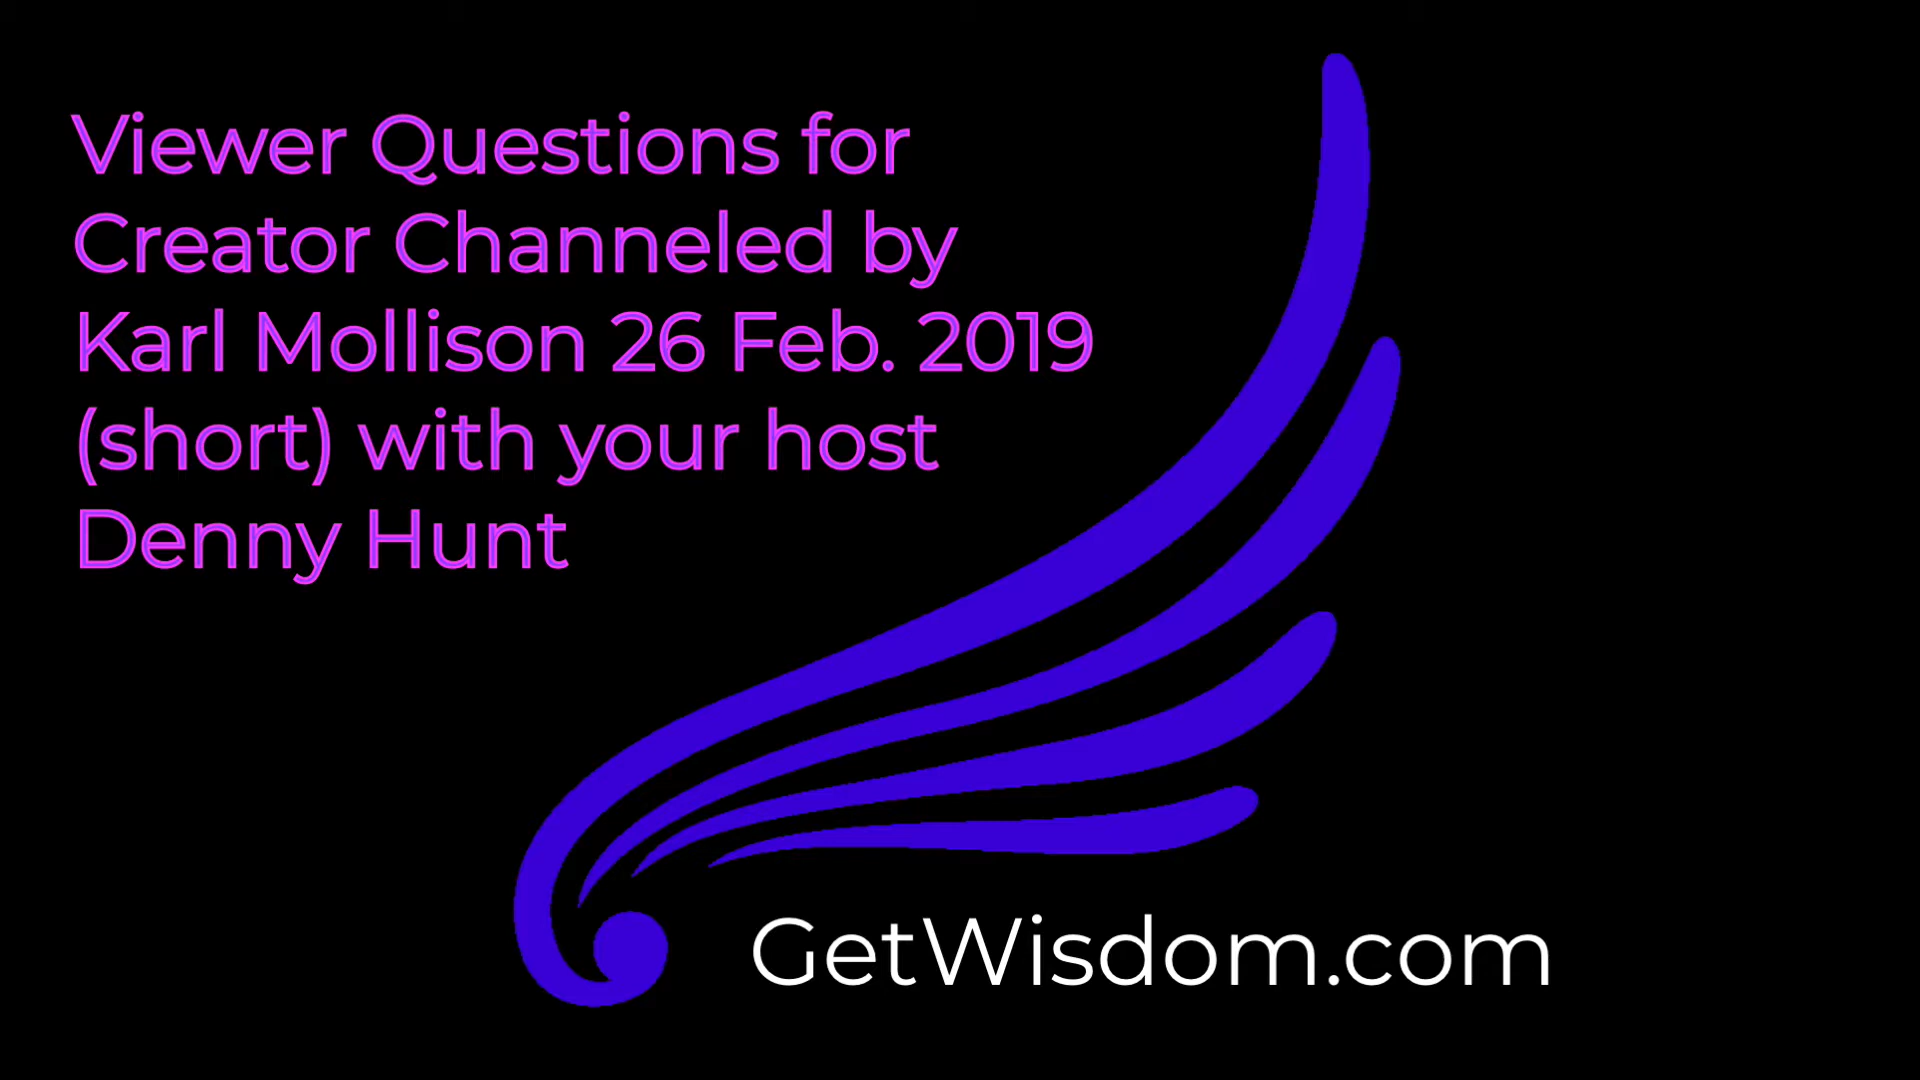 Viewer Questions for
Creator Channeled by
Karl Mollison 26 Feb. 2019
(short) with your host
Denny Hunt
GetWisdom.com